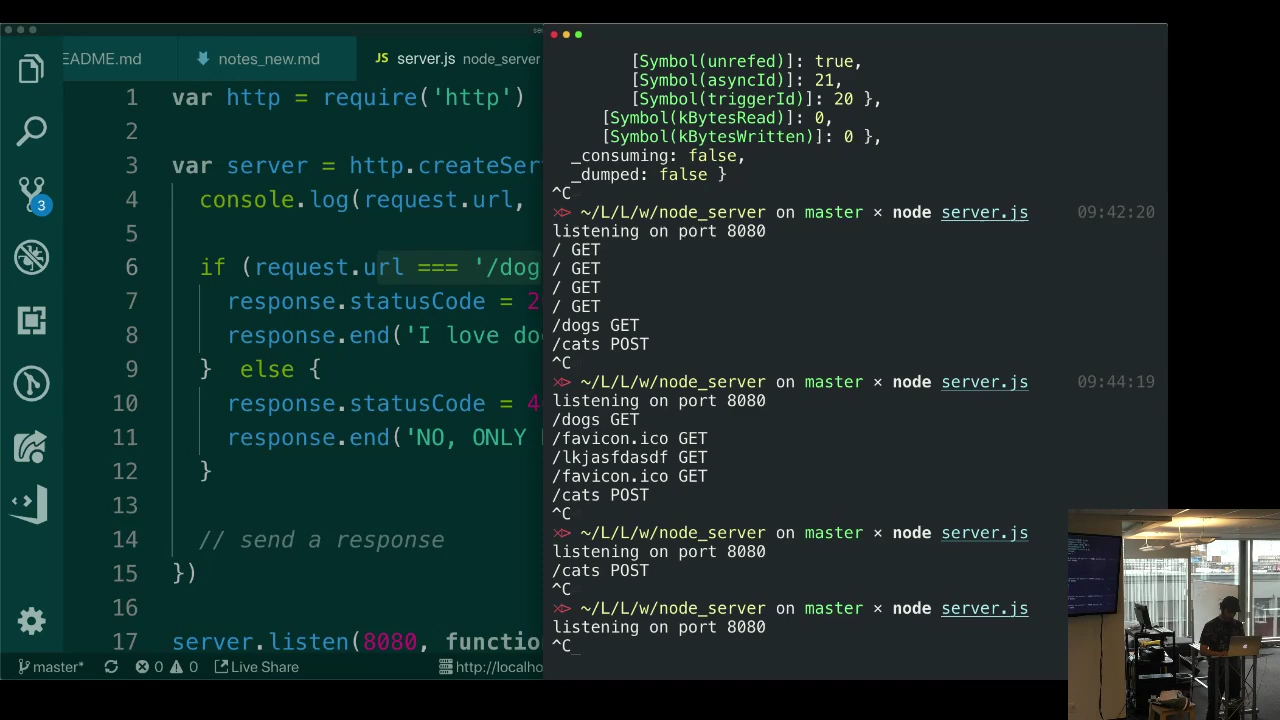 EADME.md
notes_new.md
JS server.js node_server
1 var http = require('http')
2
3 var server = http.createSer
4 console.log(request.url,
5
6 if (request.url === '/dog
7 response.statusCode = 2
8 response.end('I love do
9 } else {
10 response.statusCode = 4
11 response.end('NO, ONLY
12 }
13
14 // send a response
15 })
16
17 server.listen(8080, functio
3
master*
0
0
Live Share
http://localho
[Symbol(unrefed)]: true,
[Symbol(asyncId)]: 21,
[Symbol(triggerId)]: 20 },
[Symbol(kBytesRead)]: 0,
[Symbol(kBytesWritten)]: 0 },
_consuming: false,
_dumped: false }
^C
~/L/L/w/node_server on master × node server.js 09:42:20
listening on port 8080
/ GET
/ GET
/ GET
/ GET
/dogs GET
/cats POST
^C
~/L/L/w/node_server on master × node server.js 09:44:19
listening on port 8080
/dogs GET
/favicon.ico GET
/lkjasfdasdf GET
/favicon.ico GET
/cats POST
^C
~/L/L/w/node_server on master × node server.js
listening on port 8080
/cats POST
^C
~/L/L/w/node_server on master × node server.js
listening on port 8080
^C_